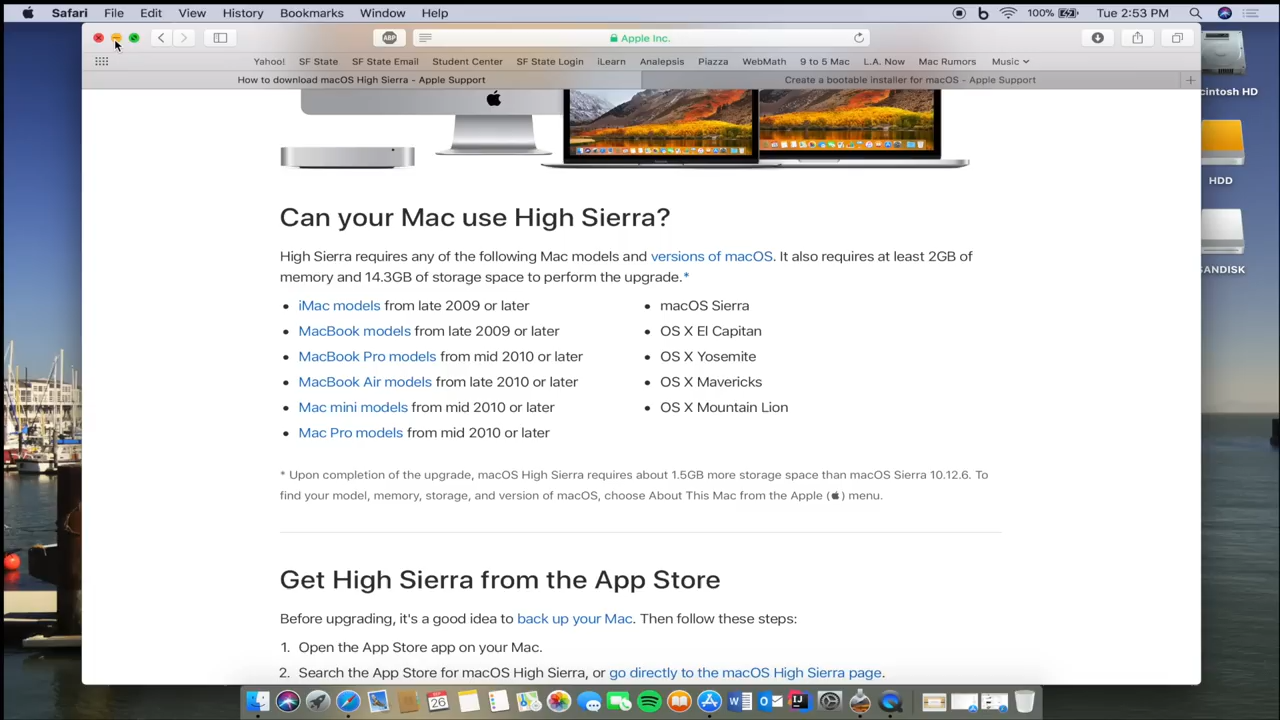 Safari File Edit View History Bookmarks Window Help 100% Tue 2:53 PM
ABP Apple Inc.
Yahoo! SF State SF State Email Student Center SF State Login iLearn Analepsis Piazza WebMath 9 to 5 Mac L.A. Now Mac Rumors Music
How to download macOS High Sierra - Apple Support Create a bootable installer for macOS - Apple Support
cintosh HD
HDD
SANDISK
Can your Mac use High Sierra?
High Sierra requires any of the following Mac models and versions of macOS. It also requires at least 2GB of
memory and 14.3GB of storage space to perform the upgrade.*
• iMac models from late 2009 or later
• MacBook models from late 2009 or later
• MacBook Pro models from mid 2010 or later
• MacBook Air models from late 2010 or later
• Mac mini models from mid 2010 or later
• Mac Pro models from mid 2010 or later
• macOS Sierra
• OS X El Capitan
• OS X Yosemite
• OS X Mavericks
• OS X Mountain Lion
* Upon completion of the upgrade, macOS High Sierra requires about 1.5GB more storage space than macOS Sierra 10.12.6. To
find your model, memory, storage, and version of macOS, choose About This Mac from the Apple () menu.
Get High Sierra from the App Store
Before upgrading, it's a good idea to back up your Mac. Then follow these steps:
1. Open the App Store app on your Mac.
2. Search the App Store for macOS High Sierra, or go directly to the macOS High Sierra page.
26